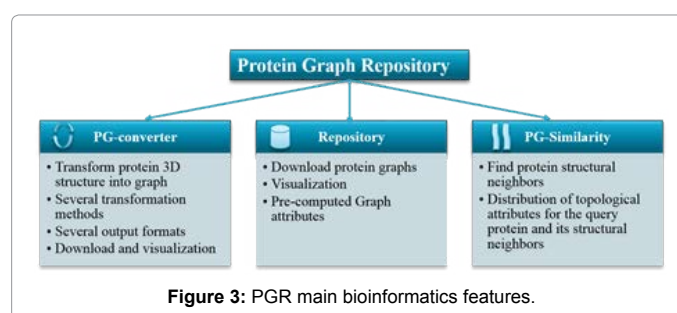 Protein Graph Repository
PG-converter
• Transform protein 3D
structure into graph
• Several transformation
methods
• Several output formats
• Download and visualization
Repository
• Download protein graphs
• Visualization
• Pre-computed Graph
attributes
PG-Similarity
• Find protein structural
neighbors
• Distribution of topological
attributes for the query
protein and its structural
neighbors
Figure 3: PGR main bioinformatics features.